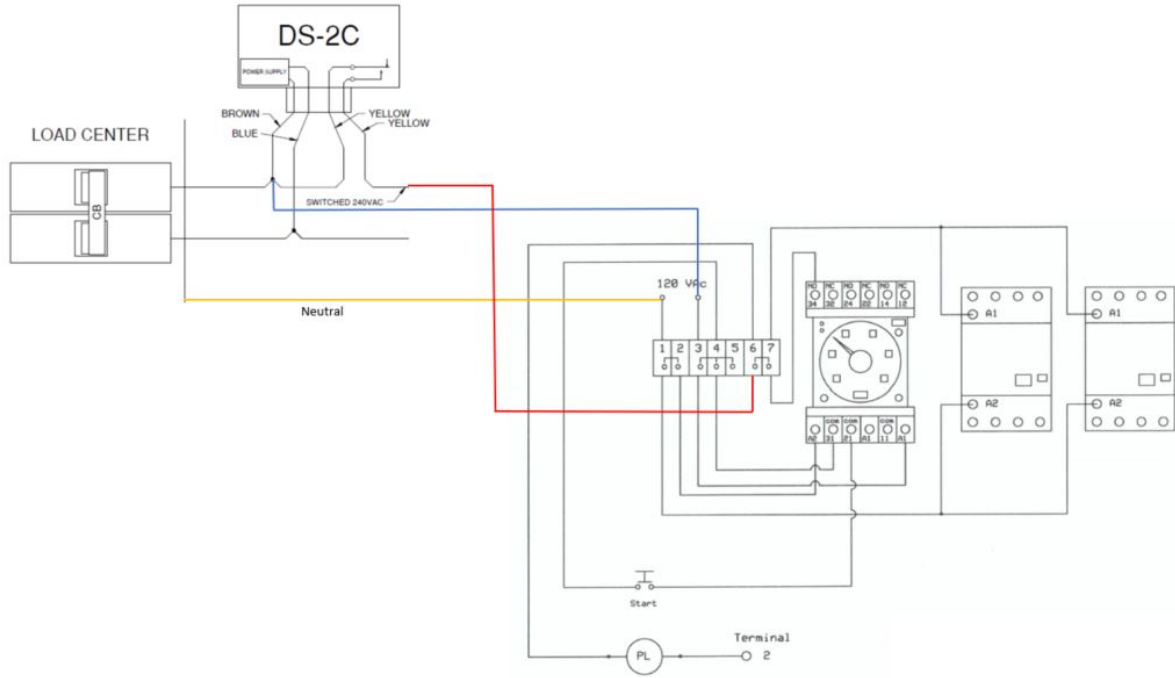 DS-2C
POWER SUPPLY
BROWN
YELLOW
YELLOW
BLUE
LOAD CENTER
CB
SWITCHED 240VAC
120 VAc
Neutral
1 2 3 4 5 6 7
NO NC NO NC NO NC
34 32 24 22 14 12
A1
A1
A2
A2
COM COM COM
A2 31 21 A1 11 A1
Start
Terminal
PL
2